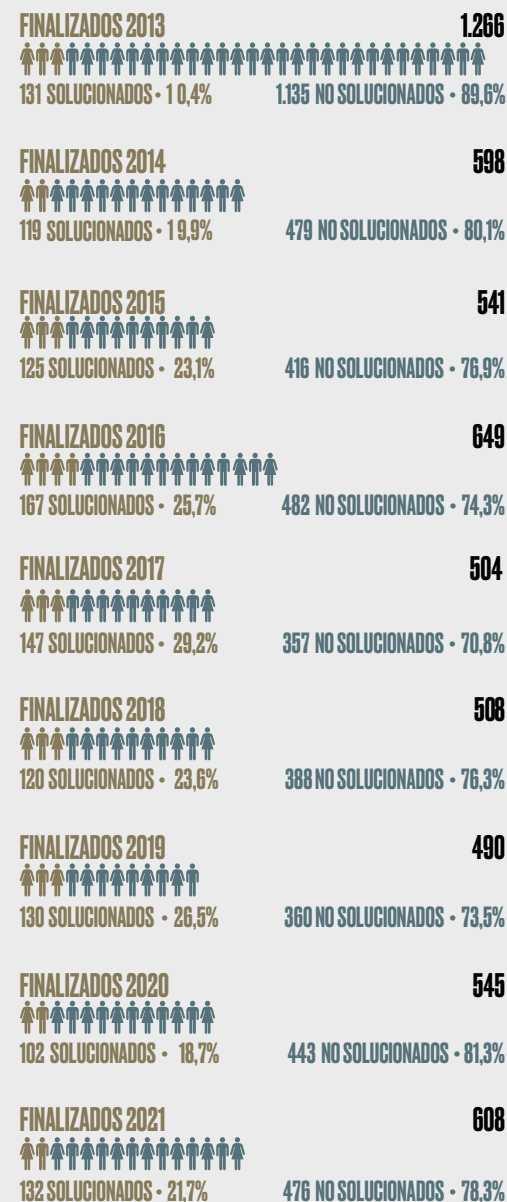 FINALIZADOS 2013 1.266
131 SOLUCIONADOS • 10,4% 1.135 NO SOLUCIONADOS • 89,6%
FINALIZADOS 2014 598
119 SOLUCIONADOS • 19,9% 479 NO SOLUCIONADOS • 80,1%
FINALIZADOS 2015 541
125 SOLUCIONADOS • 23,1% 416 NO SOLUCIONADOS • 76,9%
FINALIZADOS 2016 649
167 SOLUCIONADOS • 25,7% 482 NO SOLUCIONADOS • 74,3%
FINALIZADOS 2017 504
147 SOLUCIONADOS • 29,2% 357 NO SOLUCIONADOS • 70,8%
FINALIZADOS 2018 508
120 SOLUCIONADOS • 23,6% 388 NO SOLUCIONADOS • 76,3%
FINALIZADOS 2019 490
130 SOLUCIONADOS • 26,5% 360 NO SOLUCIONADOS • 73,5%
FINALIZADOS 2020 545
102 SOLUCIONADOS • 18,7% 443 NO SOLUCIONADOS • 81,3%
FINALIZADOS 2021 608
132 SOLUCIONADOS • 21,7% 476 NO SOLUCIONADOS • 78,3%